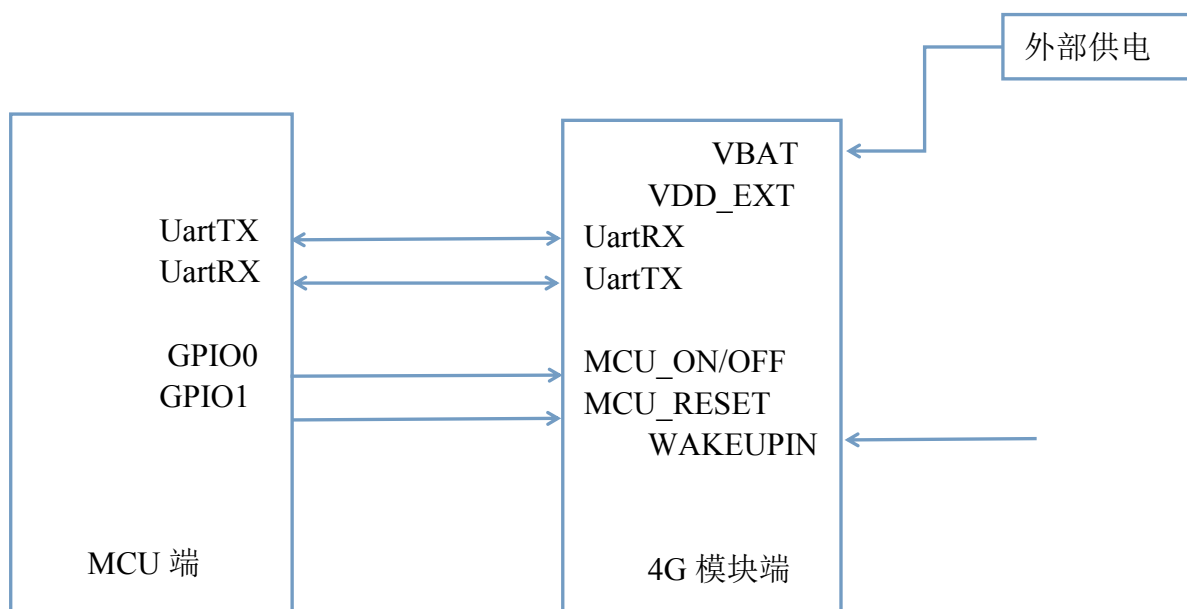 外部供电
VBAT
VDD_EXT
UartTX
UartRX
UartRX
UartTX
GPIO0
MCU_ON/OFF
GPIO1
MCU_RESET
WAKEUPIN
MCU 端
4G 模块端